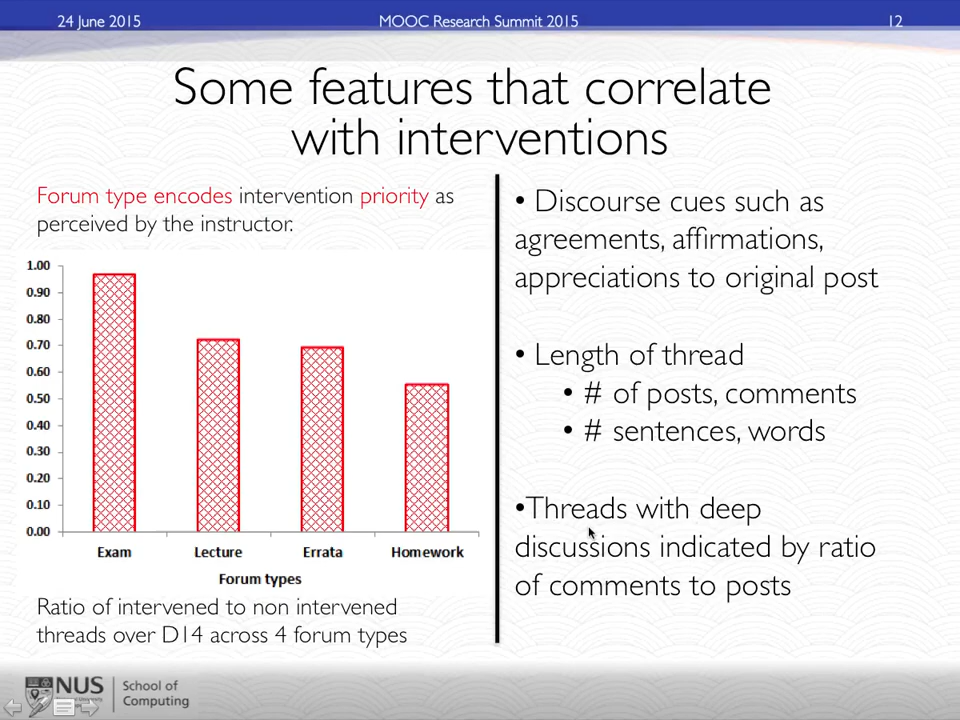 24 June 2015
MOOC Research Summit 2015
12
Some features that correlate
with interventions
Forum type encodes intervention priority as
perceived by the instructor.
1.00
0.90
0.80
0.70
0.60
0.50
0.40
0.30
0.20
0.10
0.00
Exam Lecture Errata Homework
Forum types
Ratio of intervened to non intervened
threads over D14 across 4 forum types
• Discourse cues such as
agreements, affirmations,
appreciations to original post
• Length of thread
• # of posts, comments
• # sentences, words
•Threads with deep
discussions indicated by ratio
of comments to posts
NUS
School of
Computing